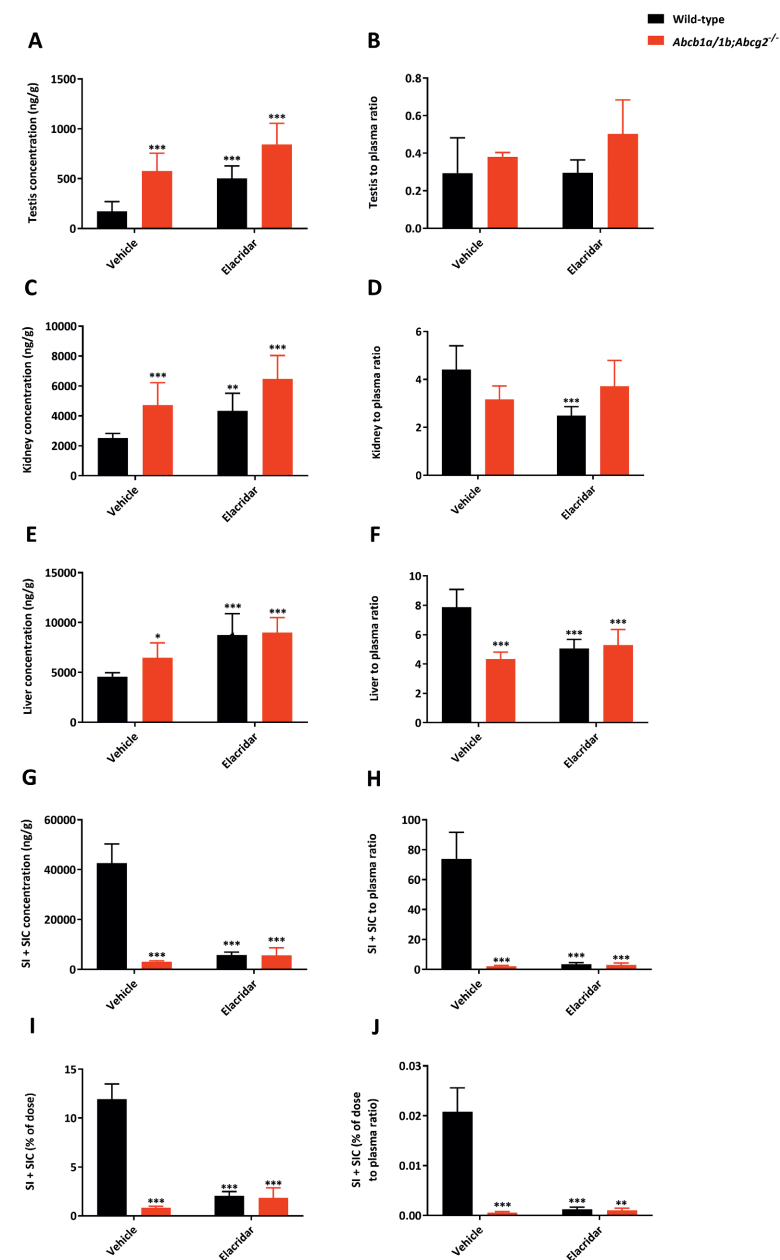 Wild-type
Abcb1a/1b;Abcg2-/-
A
Testis concentration (ng/g)
1500
1000
500
0
***
***
***
Vehicle
Elacridar
B
Testis to plasma ratio
0.8
0.6
0.4
0.2
0.0
Vehicle
Elacridar
C
Kidney concentration (ng/g)
10000
8000
6000
4000
2000
0
***
**
***
Vehicle
Elacridar
D
Kidney to plasma ratio
6
4
2
0
***
Vehicle
Elacridar
E
Liver concentration (ng/g)
15000
10000
5000
0
*
***
***
Vehicle
Elacridar
F
Liver to plasma ratio
10
8
6
4
2
0
***
***
***
Vehicle
Elacridar
G
SI + SIC concentration (ng/g)
60000
40000
20000
0
***
***
***
Vehicle
Elacridar
H
SI + SIC to plasma ratio
100
80
60
40
20
0
***
***
***
Vehicle
Elacridar
I
SI + SIC (% of dose)
15
10
5
0
***
***
***
Vehicle
Elacridar
J
SI + SIC (% of dose
to plasma ratio)
0.03
0.02
0.01
0.00
***
***
**
Vehicle
Elacridar